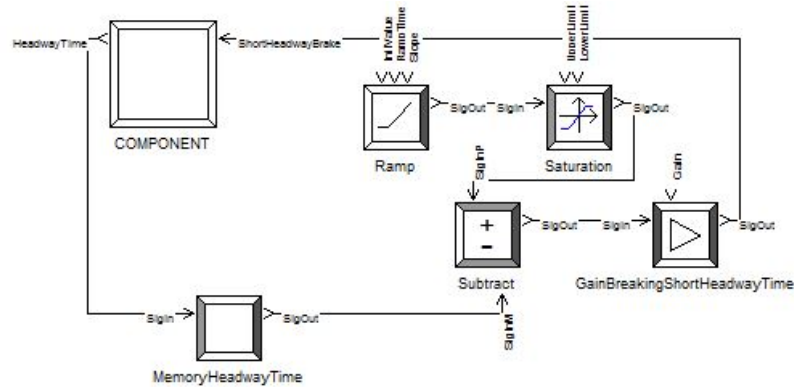 HeadwayTime
ShortHeadwayBrake
InitValue
RampTime
Slope
UpperLimit
LowerLimit
COMPONENT
SigOut
SigIn
SigOut
Ramp
Saturation
SigInP
Gain
+
-
SigOut
SigIn
SigOut
Subtract
GainBreakingShortHeadwayTime
SigIn
SigOut
SigInM
MemoryHeadwayTime